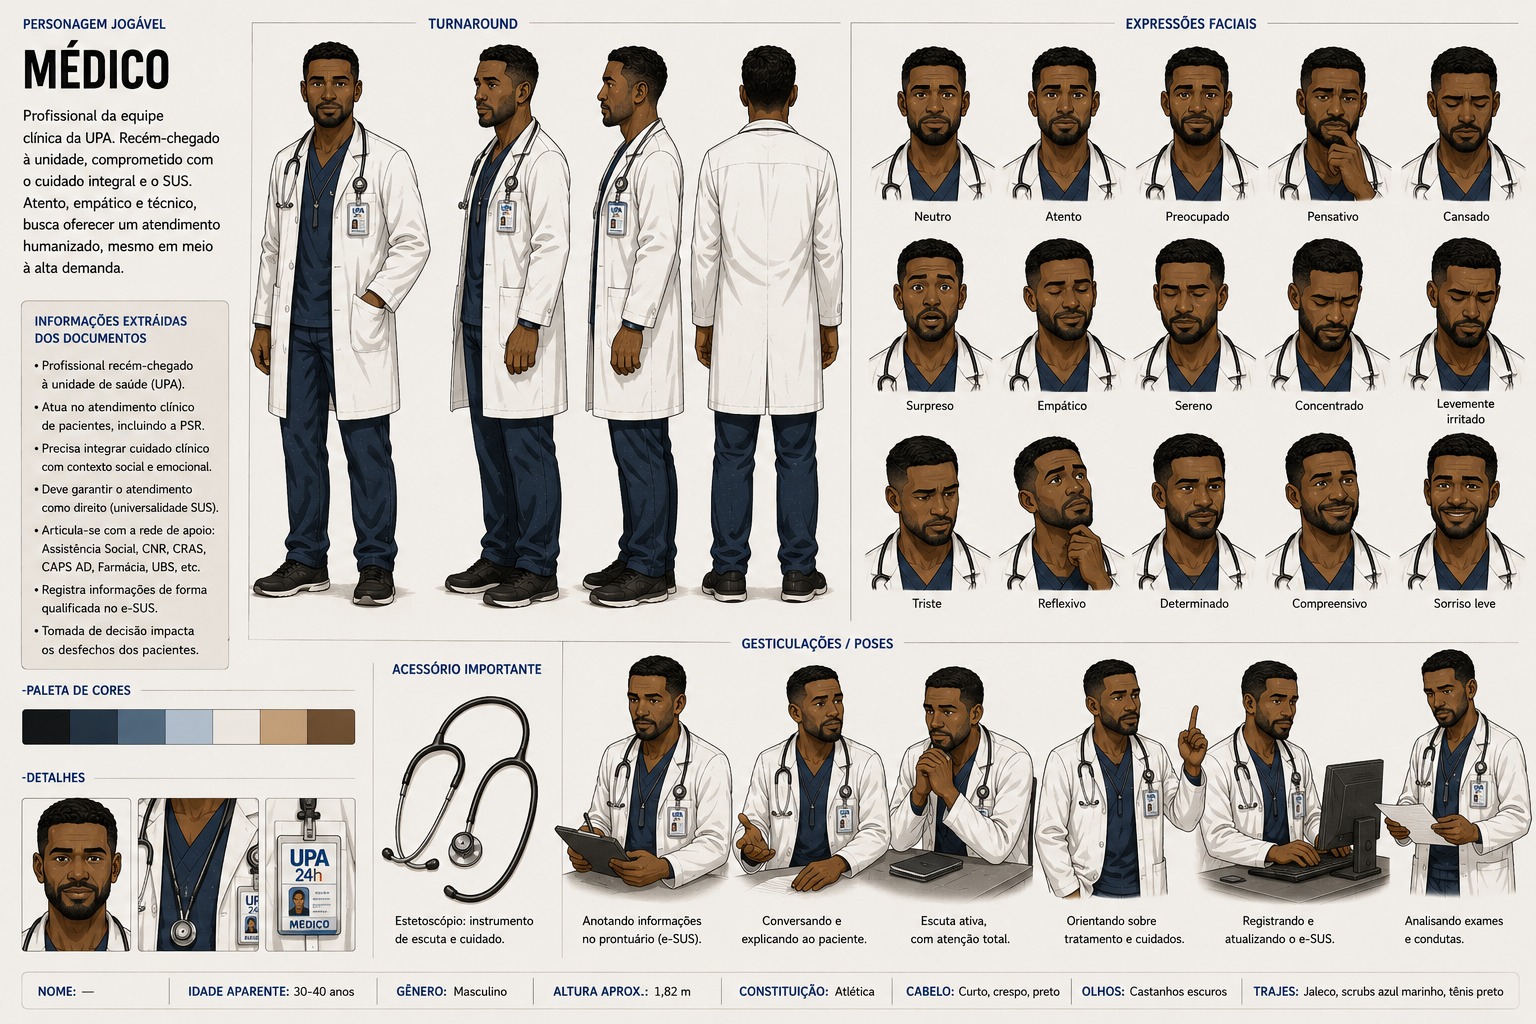 PERSONAGEM JOGÁVEL
MÉDICO
Profissional da equipe
clínica da UPA. Recém-chegado
à unidade, comprometido com
o cuidado integral e o SUS.
Atento, empático e técnico,
busca oferecer um atendimento
humanizado, mesmo em meio
à alta demanda.
INFORMAÇÕES EXTRÁIDAS
DOS DOCUMENTOS
• Profissional recém-chegado
à unidade de saúde (UPA).
• Atua no atendimento clínico
de pacientes, incluindo a PSR.
• Precisa integrar cuidado clínico
com contexto social e emocional.
• Deve garantir o atendimento
como direito (universalidade SUS).
• Articula-se com a rede de apoio:
Assistência Social, CNR, CRAS,
CAPS AD, Farmácia, UBS, etc.
• Registra informações de forma
qualificada no e-SUS.
• Tomada de decisão impacta
os desfechos dos pacientes.
-PALETA DE CORES
-DETALHES
UPA
24h
MÉDICO
TURNAROUND
UPA
UPA
UPA
EXPRESSÕES FACIAIS
Neutro
Atento
Preocupado
Pensativo
Cansado
Surpreso
Empático
Sereno
Concentrado
Levemente
irritado
Triste
Reflexivo
Determinado
Compreensivo
Sorriso leve
ACESSÓRIO IMPORTANTE
Estetoscópio: instrumento
de escuta e cuidado.
GESTICULAÇÕES / POSES
UPA
Anotando informações
no prontuário (e-SUS).
Conversando e
explicando ao paciente.
Escuta ativa,
com atenção total.
Orientando sobre
tratamento e cuidados.
Registrando e
atualizando o e-SUS.
Analisando exames
e condutas.
NOME: —
IDADE APARENTE: 30-40 anos
GÊNERO: Masculino
ALTURA APROX.: 1,82 m
CONSTITUIÇÃO: Atlética
CABELO: Curto, crespo, preto
OLHOS: Castanhos escuros
TRAJES: Jaleco, scrubs azul marinho, tênis preto